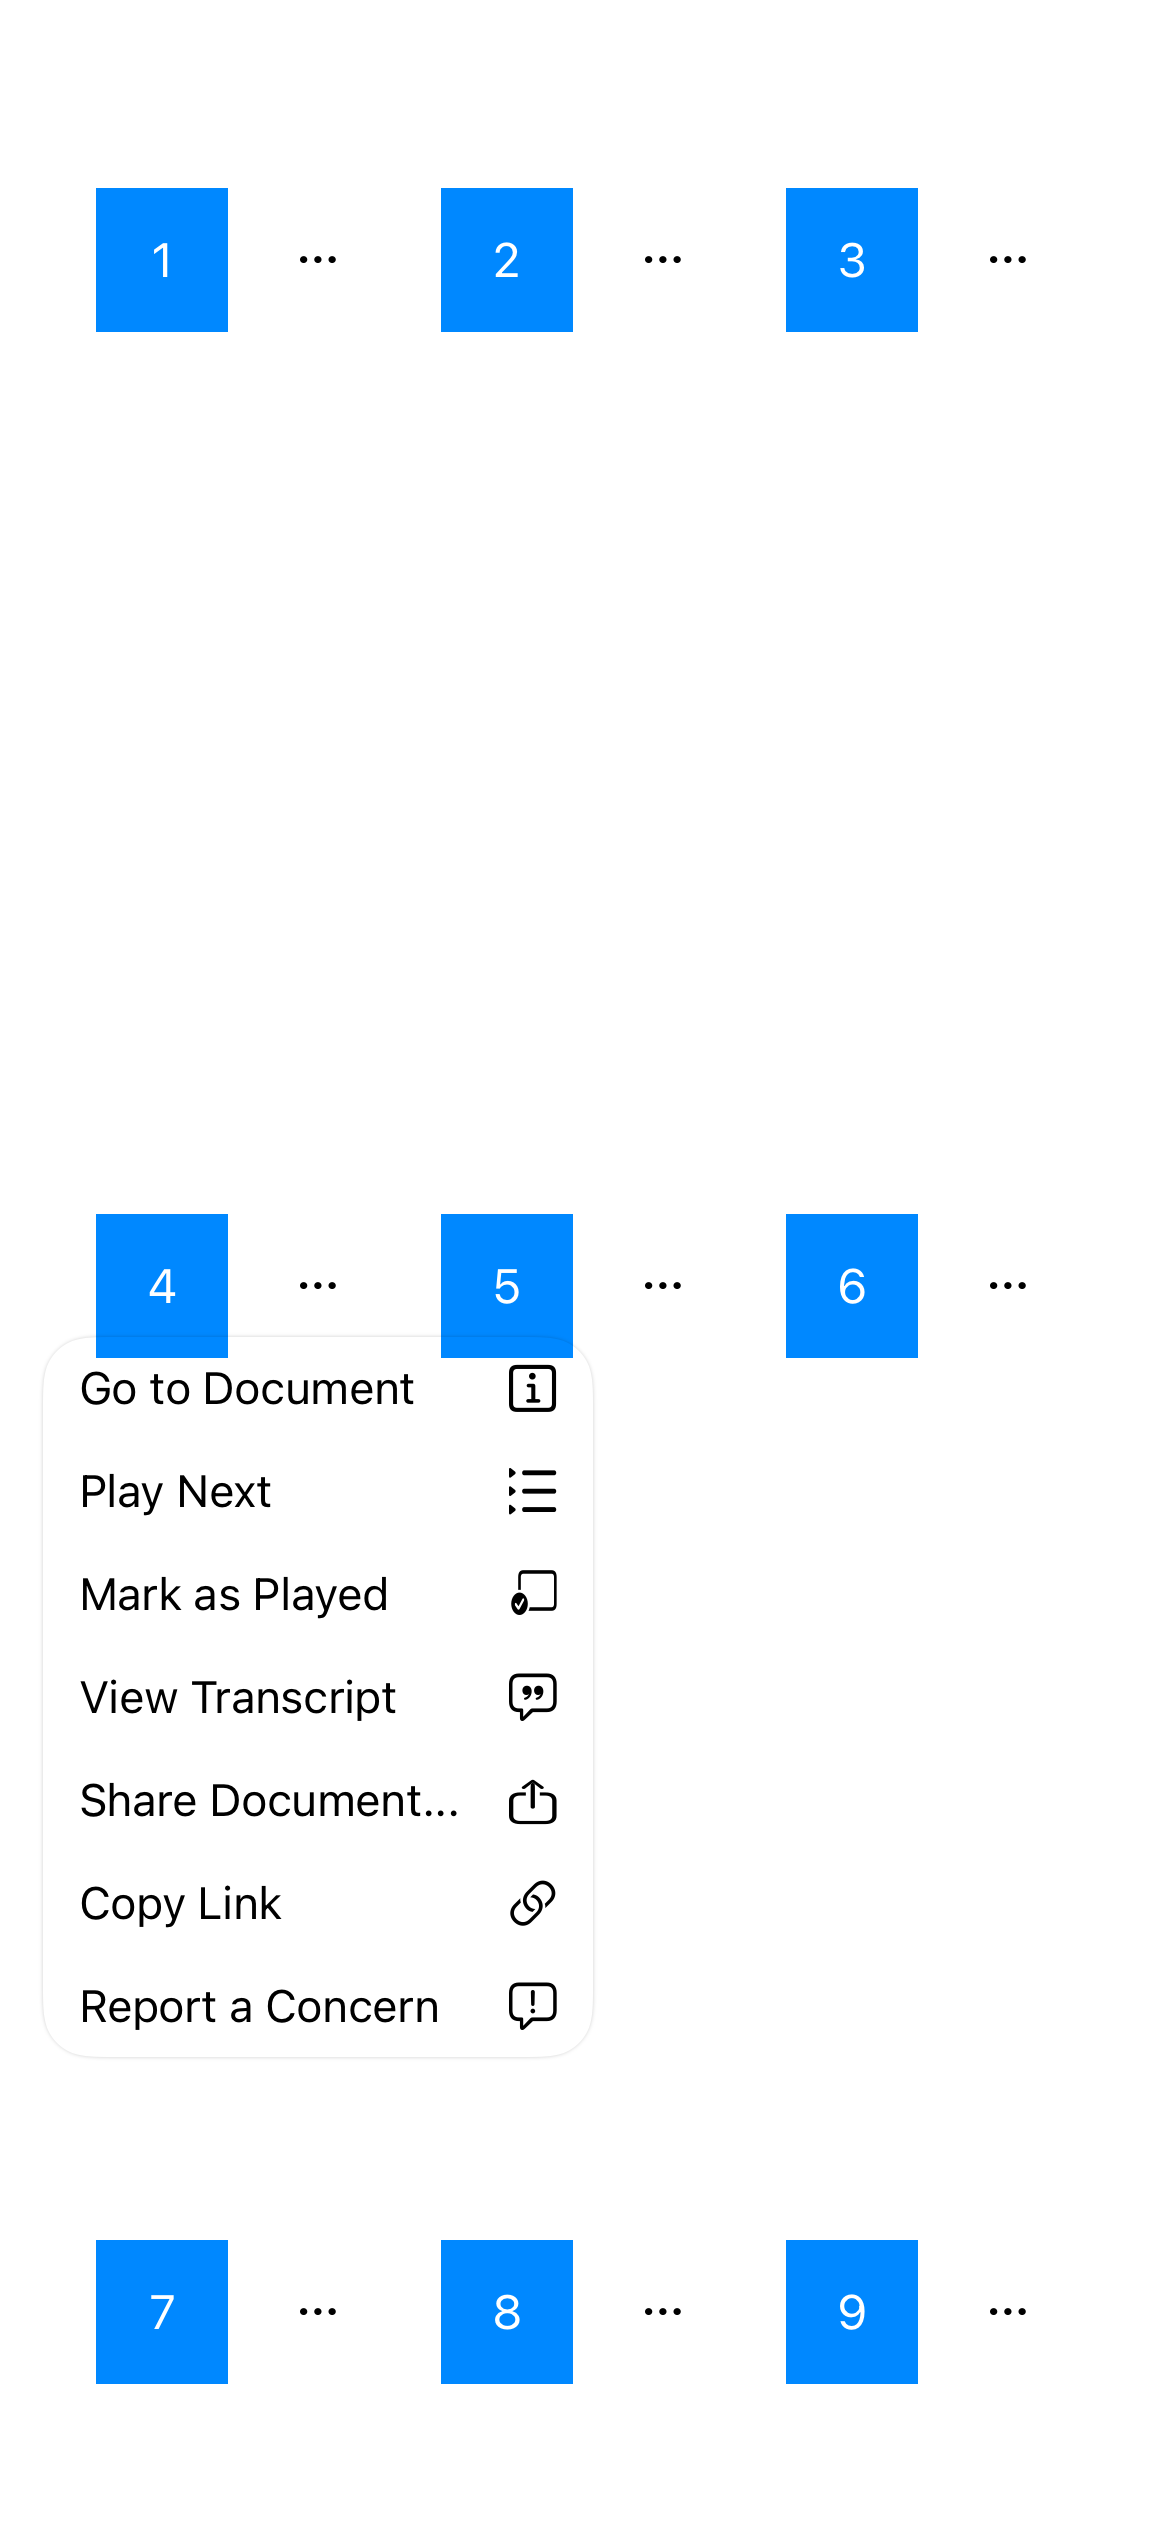 1 ... 2 ... 3 ...
4 ... 5 ... 6 ...
Go to Document
Play Next
Mark as Played
View Transcript
Share Document...
Copy Link
Report a Concern
7 ... 8 ... 9 ...